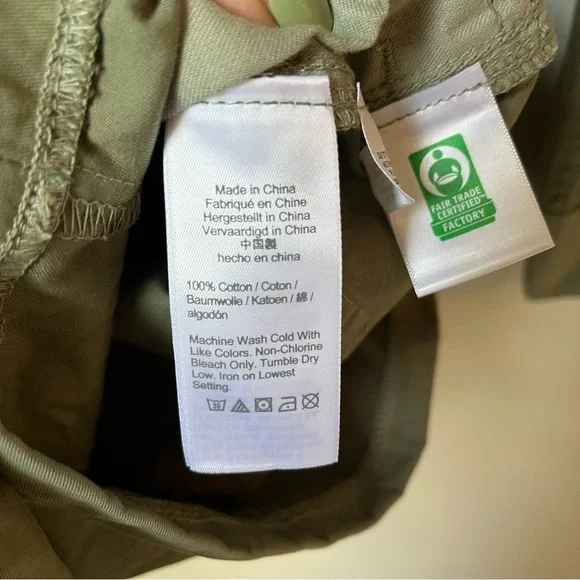 Made in China
Fabriqué en Chine
Hergestellt in China
Vervaardigd in China
中国製
hecho en china
100% Cotton / Coton /
Baumwolle / Katoen / 綿 /
algodón
Machine Wash Cold With
Like Colors. Non-Chlorine
Bleach Only. Tumble Dry
Low. Iron on Lowest
Setting.
30
FAIR TRADE
CERTIFIED™
FACTORY